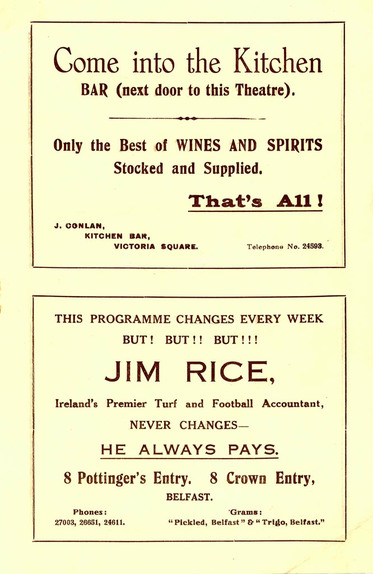 Come into the Kitchen
BAR (next door to this Theatre).
Only the Best of WINES AND SPIRITS
Stocked and Supplied.
That's All!
J. CONLAN,
KITCHEN BAR,
VICTORIA SQUARE.
Telephone No. 24593.
THIS PROGRAMME CHANGES EVERY WEEK
BUT! BUT!! BUT!!!
JIM RICE,
Ireland's Premier Turf and Football Accountant,
NEVER CHANGES—
HE ALWAYS PAYS.
8 Pottinger's Entry. 8 Crown Entry,
BELFAST.
Phones: 'Grams:
27003, 26651, 24611. "Pickled, Belfast" & "Trigo, Belfast."